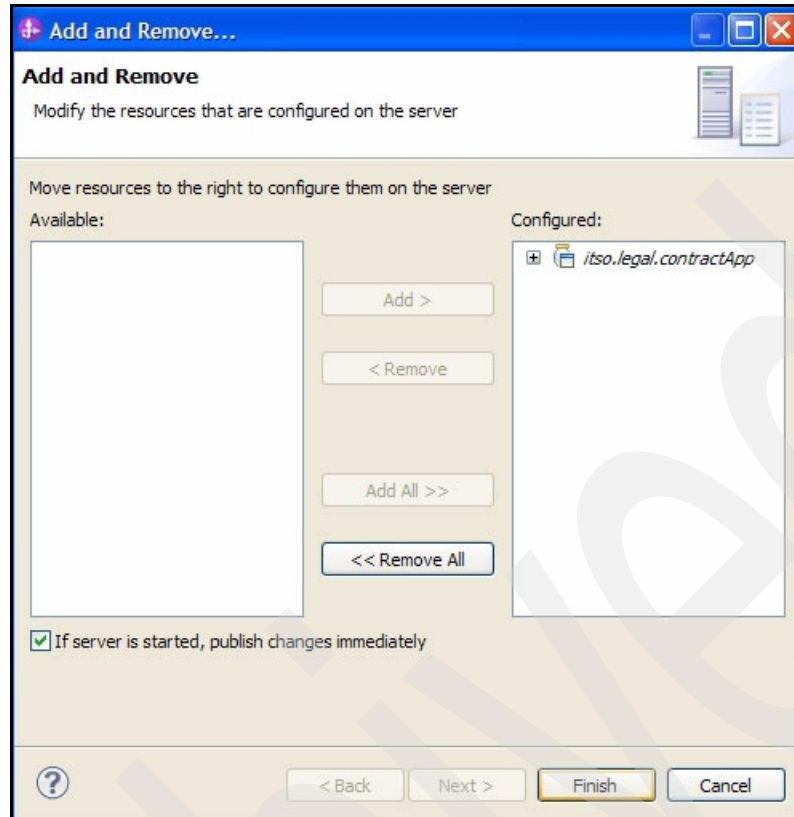 Add and Remove...
Add and Remove
Modify the resources that are configured on the server
Move resources to the right to configure them on the server
Available:
Configured:
itso.legal.contractApp
Add >
< Remove
Add All >>
<< Remove All
If server is started, publish changes immediately
?
< Back
Next >
Finish
Cancel